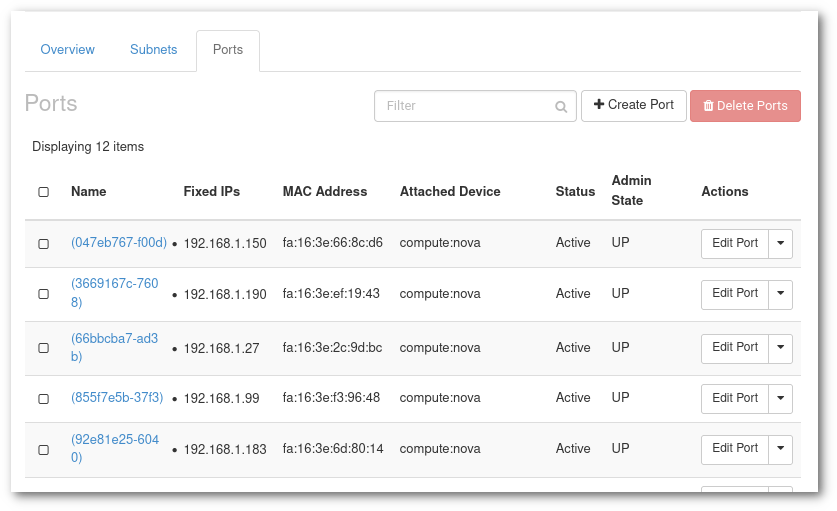 Overview Subnets Ports
Ports Filter Create Port Delete Ports
Displaying 12 items
Name Fixed IPs MAC Address Attached Device Status Admin State Actions
(047eb767-f00d) • 192.168.1.150 fa:16:3e:66:8c:d6 compute:nova Active UP Edit Port
(3669167c-760
8) • 192.168.1.190 fa:16:3e:ef:19:43 compute:nova Active UP Edit Port
(66bbcba7-ad3
b) • 192.168.1.27 fa:16:3e:2c:9d:bc compute:nova Active UP Edit Port
(855f7e5b-37f3) • 192.168.1.99 fa:16:3e:f3:96:48 compute:nova Active UP Edit Port
(92e81e25-604
0) • 192.168.1.183 fa:16:3e:6d:80:14 compute:nova Active UP Edit Port